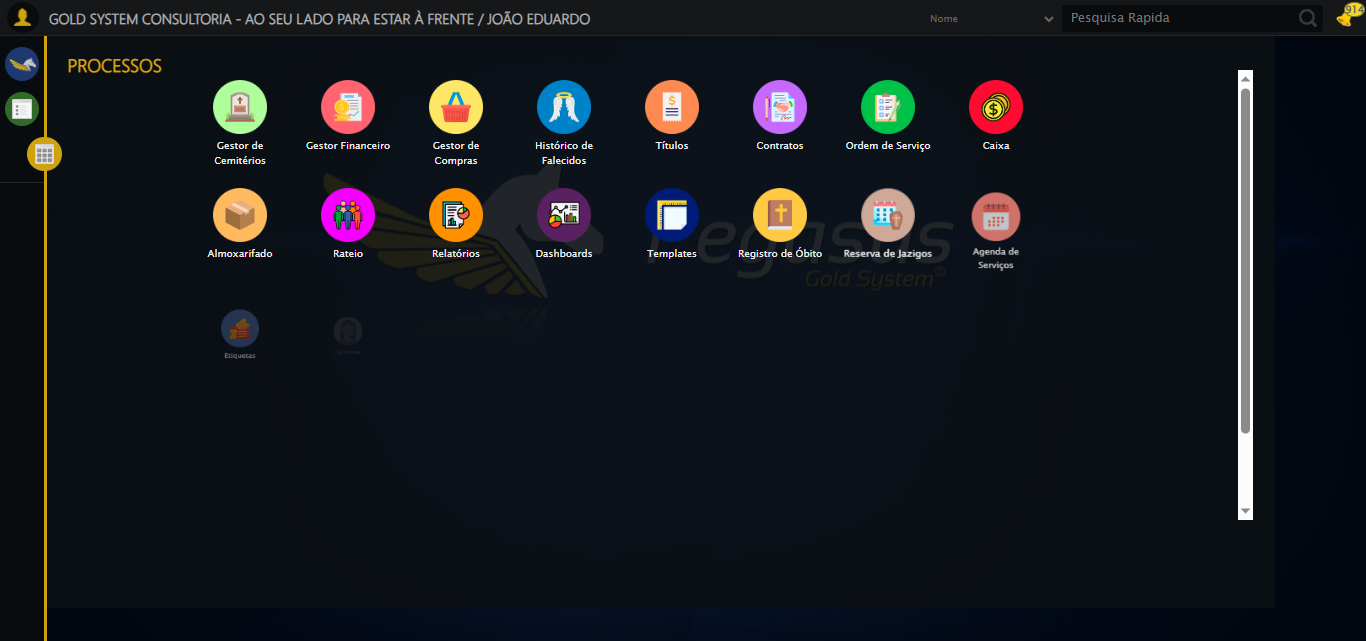 GOLD SYSTEM CONSULTORIA - AO SEU LADO PARA ESTAR À FRENTE / JOÃO EDUARDO
Nome
Pesquisa Rapida
914
PROCESSOS
Gestor de
Cemitérios
Gestor Financeiro
Gestor de
Compras
Histórico de
Falecidos
Títulos
Contratos
Ordem de Serviço
Caixa
Almoxarifado
Rateio
Relatórios
Dashboards
Templates
Registro de Óbito
Reserva de Jazigos
Agenda de
Serviços
Pegasus
Gold System®
Etiquetas